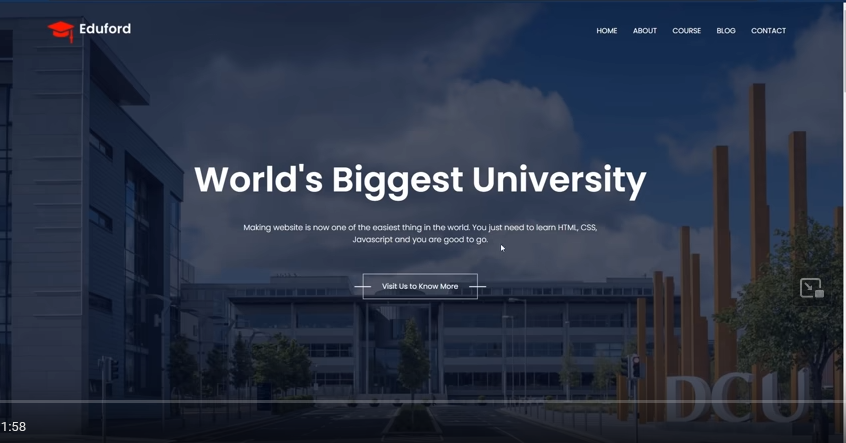 Eduford
HOME ABOUT COURSE BLOG CONTACT
World's Biggest University
Making website is now one of the easiest thing in the world. You just need to learn HTML, CSS,
Javascript and you are good to go.
Visit Us to Know More
DCU
1:58